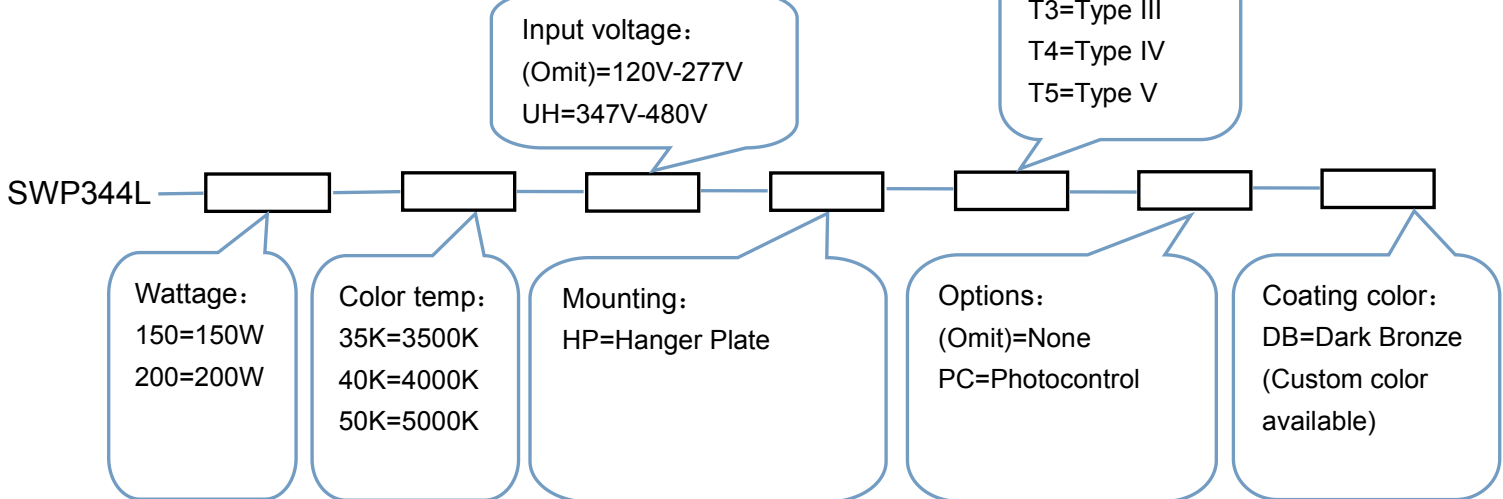 Input voltage：
(Omit)=120V-277V
UH=347V-480V
T3=Type III
T4=Type IV
T5=Type V
SWP344L
Wattage：
150=150W
200=200W
Color temp：
35K=3500K
40K=4000K
50K=5000K
Mounting：
HP=Hanger Plate
Options：
(Omit)=None
PC=Photocontrol
Coating color：
DB=Dark Bronze
(Custom color
available)